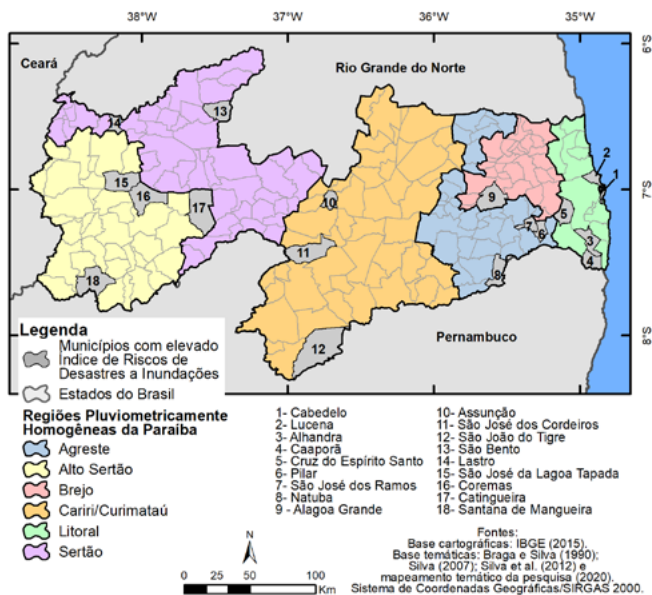 38°W 37°W 36°W 35°W
6°S
Ceará
Rio Grande do Norte
13
14
2
1
15
16
17
10
9
7°S
5
7
6
3
11
4
8
18
12
Pernambuco
8°S
Legenda
Municípios com elevado
Índice de Riscos de
Desastres a Inundações
Estados do Brasil
Regiões Pluviometricamente
Homogêneas da Paraíba
Agreste
Alto Sertão
Brejo
Cariri/Curimataú
Litoral
Sertão
1- Cabedelo
2- Lucena
3- Alhandra
4- Caaporã
5- Cruz do Espírito Santo
6- Pilar
7- São José dos Ramos
8- Natuba
9 - Alagoa Grande
10- Assunção
11- São José dos Cordeiros
12- São João do Tigre
13- São Bento
14- Lastro
15- São José da Lagoa Tapada
16- Coremas
17- Catingueira
18- Santana de Mangueira
N
0 25 50 100
Km
Fontes:
Base cartográficas: IBGE (2015).
Base temáticas: Braga e Silva (1990);
Silva (2007); Silva et al. (2012) e
mapeamento temático da pesquisa (2020).
Sistema de Coordenadas Geográficas/SIRGAS 2000.